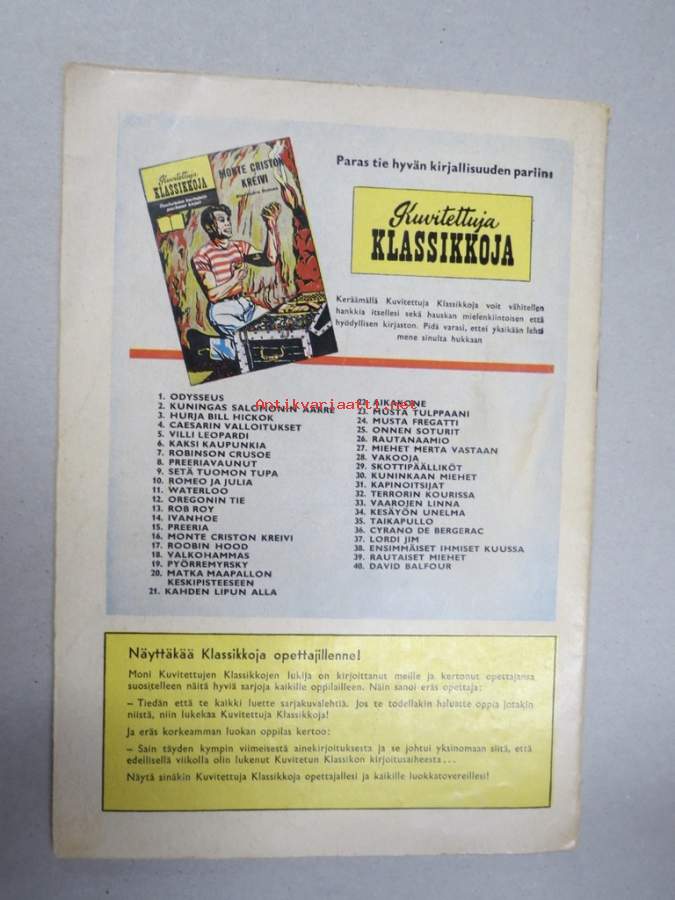 Kuvitettuja
KLASSIKKOJA
MONTE CRISTON
KREIVI
Paras tie hyvän kirjallisuuden pariin:
Kuvitettuja
KLASSIKKOJA
Keräämällä Kuvitettuja Klassikkoja voit vähitellen
hankkia itsellesi sekä hauskan mielenkiintoisen että
hyödyllisen kirjaston. Pidä varasi, ettei yksikään lehti
mene sinulta hukkaan
Antikvariaatti.net
1. ODYSSEUS
2. KUNINGAS SALOMONIN AARRE
3. HURJA BILL HICKOK
4. CAESARIN VALLOITUKSET
5. VILLI LEOPARDI
6. KAKSI KAUPUNKIA
7. ROBINSON CRUSOE
8. PREERIAVAUNUT
9. SETÄ TUOMON TUPA
10. ROMEO JA JULIA
11. WATERLOO
12. OREGONIN TIE
13. ROB ROY
14. IVANHOE
15. PREERIA
16. MONTE CRISTON KREIVI
17. ROOBIN HOOD
18. VALKOHAMMAS
19. PYÖRREMYRSKY
20. MATKA MAAPALLON
KESKIPISTEESEEN
21. KAHDEN LIPUN ALLA
22. AIKAKONE
23. MUSTA TULPPAANI
24. MUSTA FREGATTI
25. ONNEN SOTURIT
26. RAUTANAAMIO
27. MIEHET MERTA VASTAAN
28. VAKOOJA
29. SKOTTIPÄÄLLIKÖT
30. KUNINKAAN MIEHET
31. KAPINOITSIJAT
32. TERRORIN KOURISSA
33. VAAROJEN LINNA
34. KESÄYÖN UNELMA
35. TAIKAPULLO
36. CYRANO DE BERGERAC
37. LORDI JIM
38. ENSIMMÄISET IHMISET KUUSSA
39. RAUTAISET MIEHET
40. DAVID BALFOUR
Näyttäkää Klassikkoja opettajillenne!
Moni Kuvitettujen Klassikkojen lukija on kirjoittanut meille ja kertonut opettajansa
suositelleen näitä hyviä sarjoja kaikille oppilailleen. Näin sanoi eräs opettaja:
— Tiedän että te kaikki luette sarjakuvalehtiä. Jos te todellakin haluatte oppia jotakin
niistä, niin lukekaa Kuvitettuja Klassikkoja!
Ja eräs korkeamman luokan oppilas kertoo:
— Sain täyden kympin viimeisestä ainekirjoituksesta ja se johtui yksinomaan siitä, että
edellisellä viikolla olin lukenut Kuvitetun Klassikon kirjoitusaiheesta...
Näytä sinäkin Kuvitettuja Klassikkoja opettajallesi ja kaikille luokkatovereillesi!